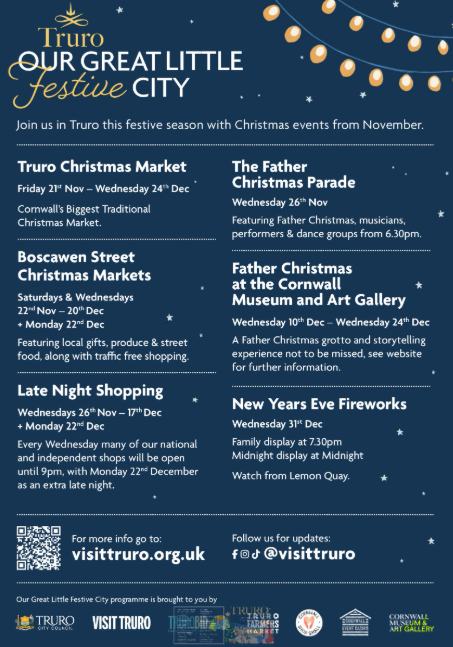 Truro
OUR GREAT LITTLE
Festive CITY
Join us in Truro this festive season with Christmas events from November.
Truro Christmas Market
Friday 21st Nov – Wednesday 24th Dec
Cornwall's Biggest Traditional
Christmas Market.
Boscawen Street
Christmas Markets
Saturdays & Wednesdays
22nd Nov – 20th Dec
+ Monday 22nd Dec
Featuring local gifts, produce & street
food, along with traffic free shopping.
Late Night Shopping
Wednesdays 26th Nov – 17th Dec
+ Monday 22nd Dec
Every Wednesday many of our national
and independent shops will be open
until 9pm, with Monday 22nd December
as an extra late night.
The Father
Christmas Parade
Wednesday 26th Nov
Featuring Father Christmas, musicians,
performers & dance groups from 6.30pm.
Father Christmas
at the Cornwall
Museum and Art Gallery
Wednesday 10th Dec – Wednesday 24th Dec
A Father Christmas grotto and storytelling
experience not to be missed, see website
for further information.
New Years Eve Fireworks
Wednesday 31st Dec
Family display at 7.30pm
Midnight display at Midnight
Watch from Lemon Quay.
For more info go to:
visittruro.org.uk
Follow us for updates:
@visittruro
Our Great Little Festive City programme is brought to you by
TRURO
CITY COUNCIL
VISIT TRURO
TRURO
FARMERS
MARKET
CORNWALL
MUSEUM &
ART GALLERY